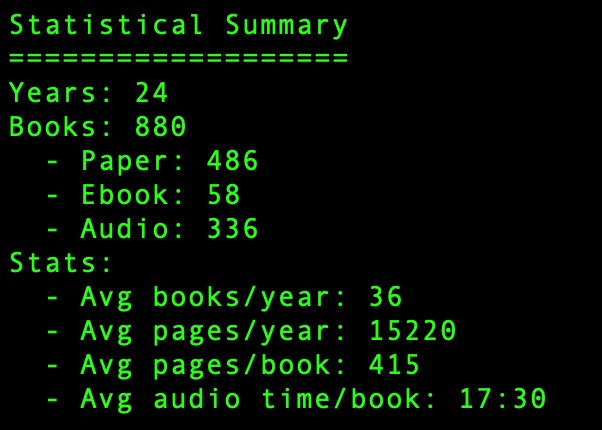 Statistical Summary
===================
Years: 24
Books: 880
  - Paper: 486
  - Ebook: 58
  - Audio: 336
Stats:
  - Avg books/year: 36
  - Avg pages/year: 15220
  - Avg pages/book: 415
  - Avg audio time/book: 17:30